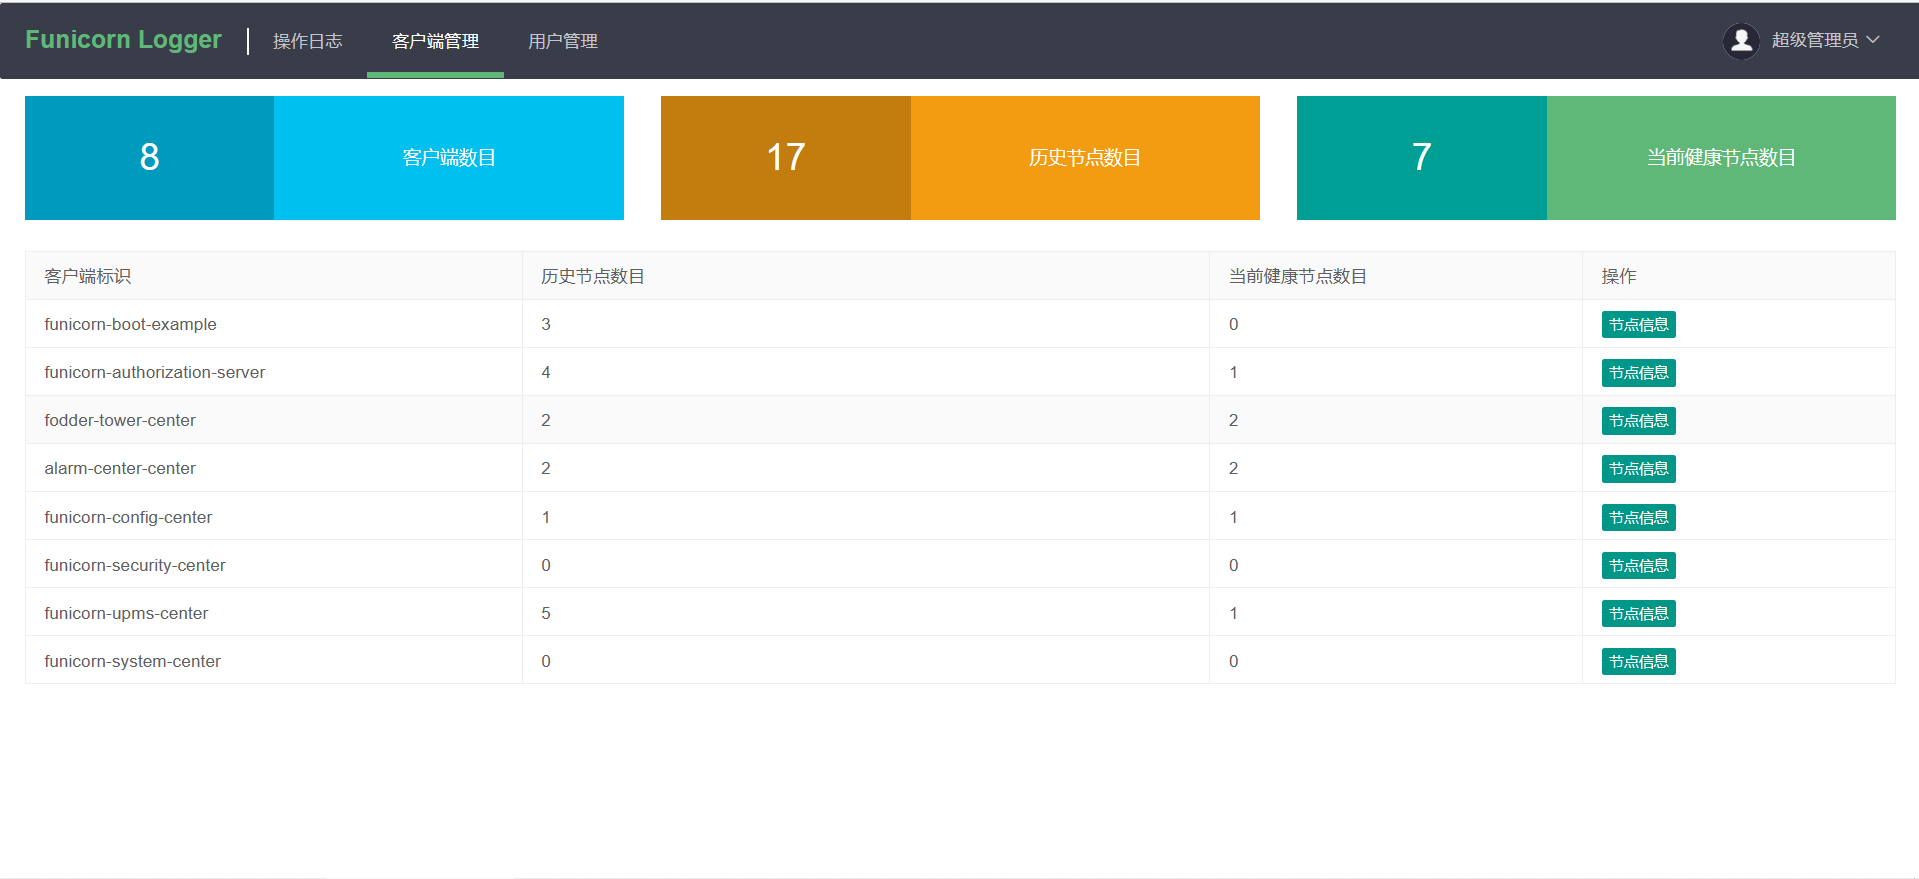 Funicorn Logger 操作日志 客户端管理 用户管理 超级管理员
8 客户端数目 17 历史节点数目 7 当前健康节点数目
客户端标识 历史节点数目 当前健康节点数目 操作
funicorn-boot-example 3 0 节点信息
funicorn-authorization-server 4 1 节点信息
fodder-tower-center 2 2 节点信息
alarm-center-center 2 2 节点信息
funicorn-config-center 1 1 节点信息
funicorn-security-center 0 0 节点信息
funicorn-upms-center 5 1 节点信息
funicorn-system-center 0 0 节点信息